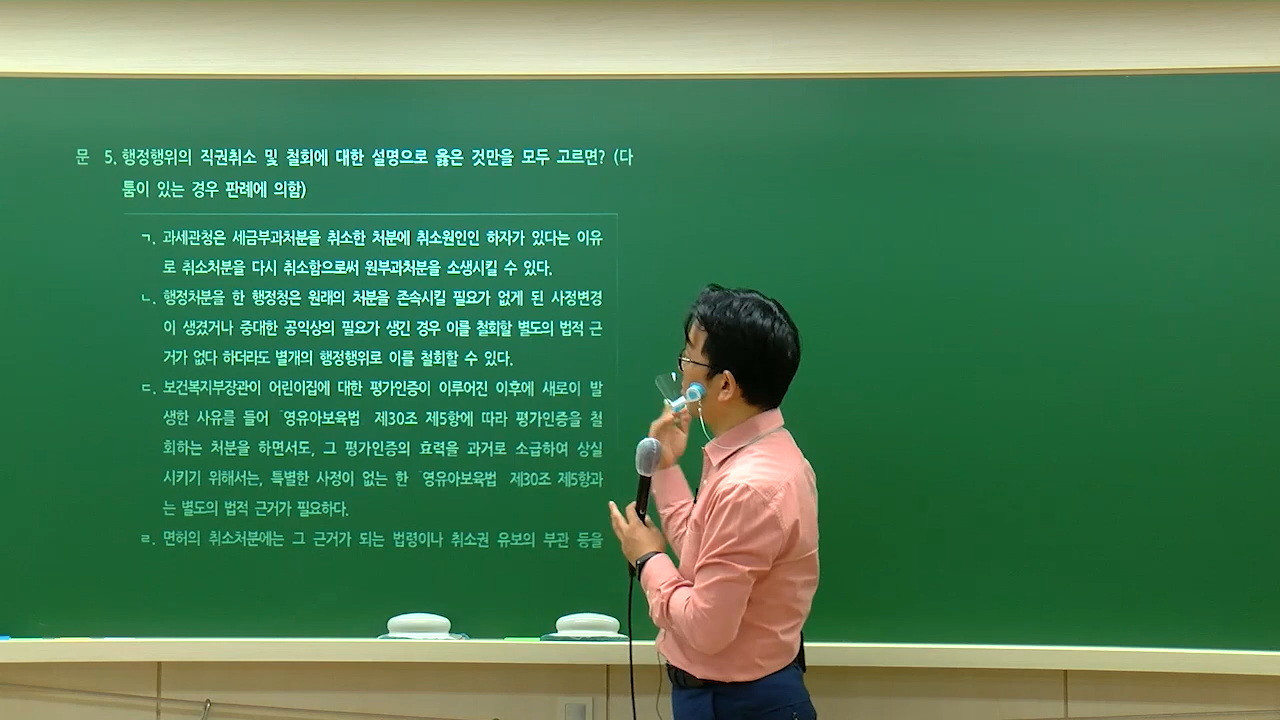 문 5. 행정행위의 직권취소 및 철회에 대한 설명으로 옳은 것만을 모두 고르면? (다
툼이 있는 경우 판례에 의함)
ㄱ. 과세관청은 세금부과처분을 취소한 처분에 취소원인인 하자가 있다는 이유
로 취소처분을 다시 취소함으로써 원부과처분을 소생시킬 수 있다.
ㄴ. 행정처분을 한 행정청은 원래의 처분을 존속시킬 필요가 없게 된 사정변경
이 생겼거나 중대한 공익상의 필요가 생긴 경우 이를 철회할 별도의 법적 근
거가 없다 하더라도 별개의 행정행위로 이를 철회할 수 있다.
ㄷ. 보건복지부장관이 어린이집에 대한 평가인증이 이루어진 이후에 새로이 발
생한 사유를 들어 「영유아보육법」 제30조 제5항에 따라 평가인증을 철
회하는 처분을 하면서도, 그 평가인증의 효력을 과거로 소급하여 상실
시키기 위해서는, 특별한 사정이 없는 한 「영유아보육법」 제30조 제5항과
는 별도의 법적 근거가 필요하다.
ㄹ. 면허의 취소처분에는 그 근거가 되는 법령이나 취소권 유보의 부관 등을